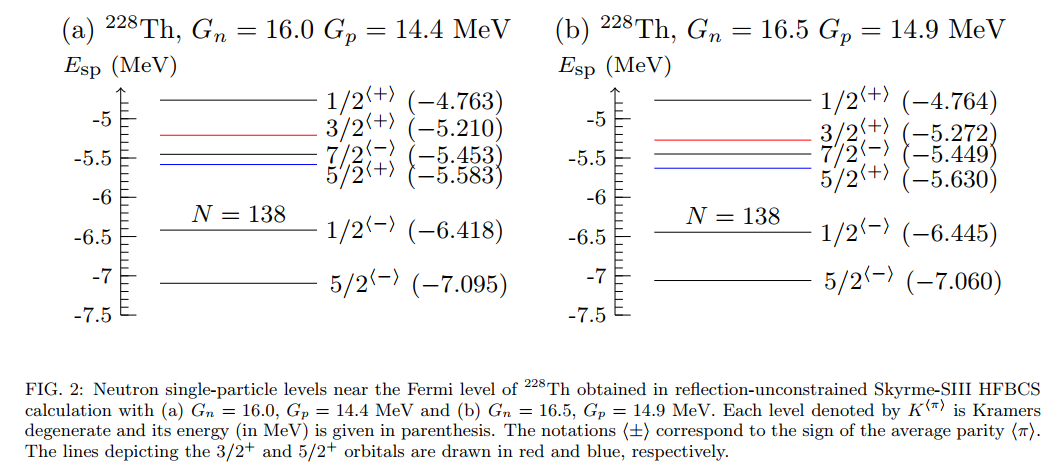 (a) ²²⁸Th, Gₙ = 16.0 Gₚ = 14.4 MeV
E_sp (MeV)
-5
-5.5
-6
-6.5
-7
-7.5
1/2⟨+⟩ (−4.763)
3/2⟨+⟩ (−5.210)
7/2⟨−⟩ (−5.453)
5/2⟨+⟩ (−5.583)
N = 138
1/2⟨−⟩ (−6.418)
5/2⟨−⟩ (−7.095)
(b) ²²⁸Th, Gₙ = 16.5 Gₚ = 14.9 MeV
E_sp (MeV)
-5
-5.5
-6
-6.5
-7
-7.5
1/2⟨+⟩ (−4.764)
3/2⟨+⟩ (−5.272)
7/2⟨−⟩ (−5.449)
5/2⟨+⟩ (−5.630)
N = 138
1/2⟨−⟩ (−6.445)
5/2⟨−⟩ (−7.060)
FIG. 2: Neutron single-particle levels near the Fermi level of ²²⁸Th obtained in reflection-unconstrained Skyrme-SIII HFBCS
calculation with (a) Gₙ = 16.0, Gₚ = 14.4 MeV and (b) Gₙ = 16.5, Gₚ = 14.9 MeV. Each level denoted by K⟨π⟩ is Kramers
degenerate and its energy (in MeV) is given in parenthesis. The notations ⟨±⟩ correspond to the sign of the average parity ⟨π⟩.
The lines depicting the 3/2⁺ and 5/2⁺ orbitals are drawn in red and blue, respectively.